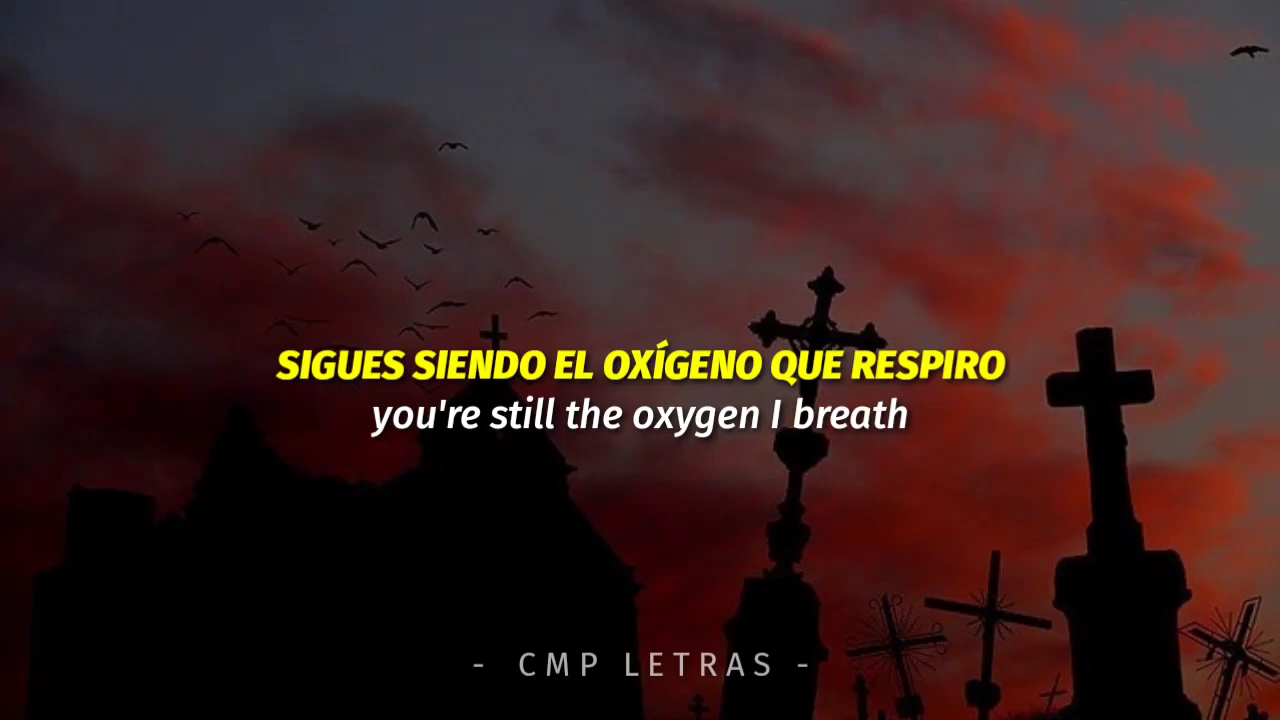 SIGUES SIENDO EL OXÍGENO QUE RESPIRO
you're still the oxygen I breath
- CMP LETRAS -